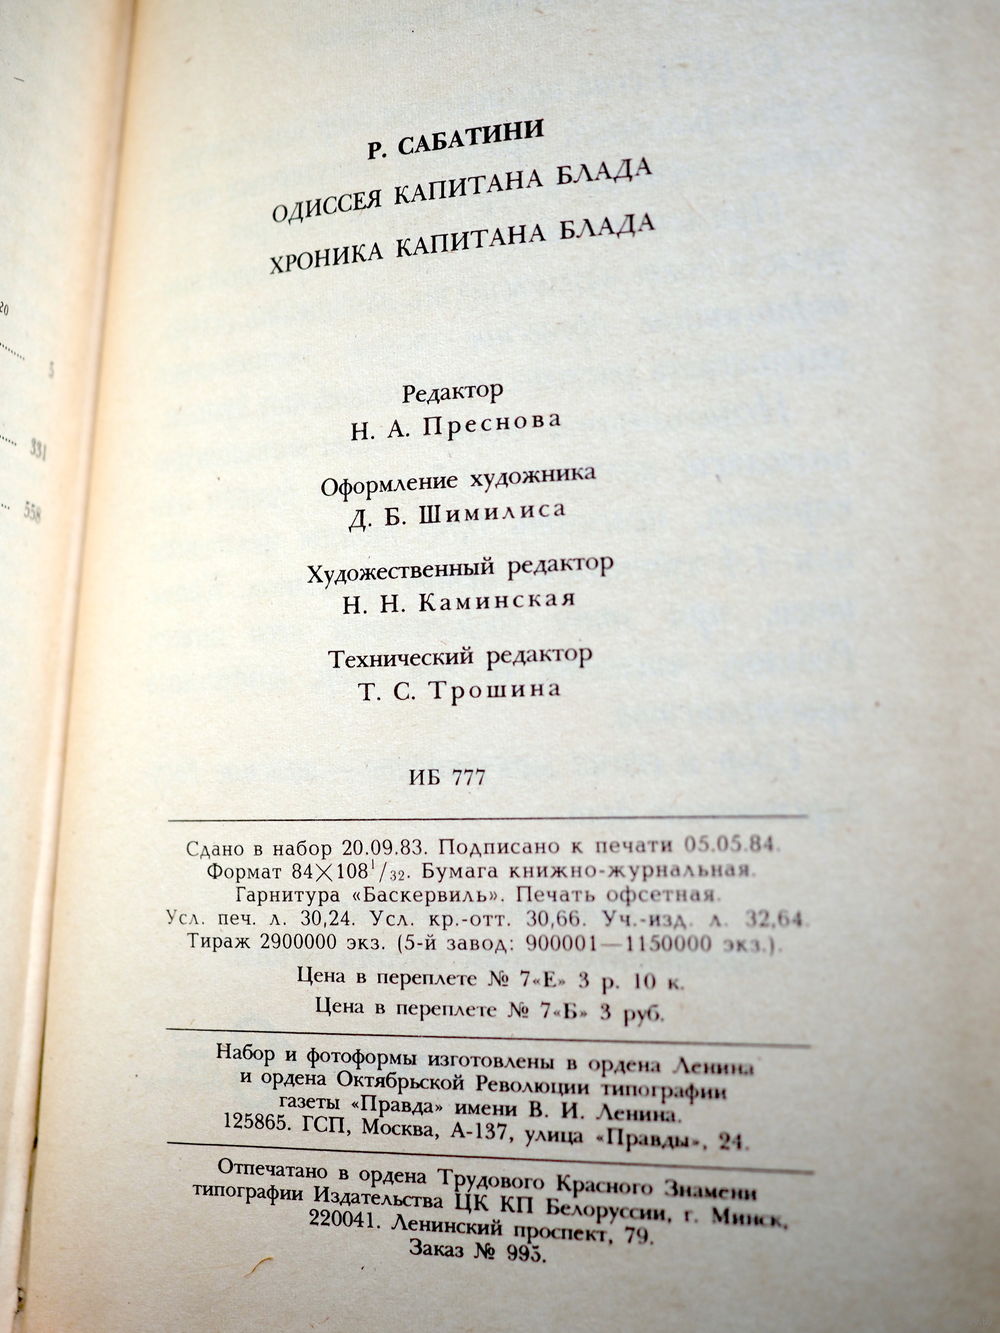 20
5
331
558
Р. САБАТИНИ
ОДИССЕЯ КАПИТАНА БЛАДА
ХРОНИКА КАПИТАНА БЛАДА
Редактор
Н. А. Преснова
Оформление художника
Д. Б. Шимилиса
Художественный редактор
Н. Н. Каминская
Технический редактор
Т. С. Трошина
ИБ 777
Сдано в набор 20.09.83. Подписано к печати 05.05.84.
Формат 84×108¹/₃₂. Бумага книжно-журнальная.
Гарнитура «Баскервиль». Печать офсетная.
Усл. печ. л. 30,24. Усл. кр.-отт. 30,66. Уч.-изд. л. 32,64.
Тираж 2900000 экз. (5-й завод: 900001—1150000 экз.).
Цена в переплете № 7«Е» 3 р. 10 к.
Цена в переплете № 7«Б» 3 руб.
Набор и фотоформы изготовлены в ордена Ленина
и ордена Октябрьской Революции типографии
газеты «Правда» имени В. И. Ленина.
125865. ГСП, Москва, А-137, улица «Правды», 24.
Отпечатано в ордена Трудового Красного Знамени
типографии Издательства ЦК КП Белоруссии, г. Минск,
220041. Ленинский проспект, 79.
Заказ № 995.